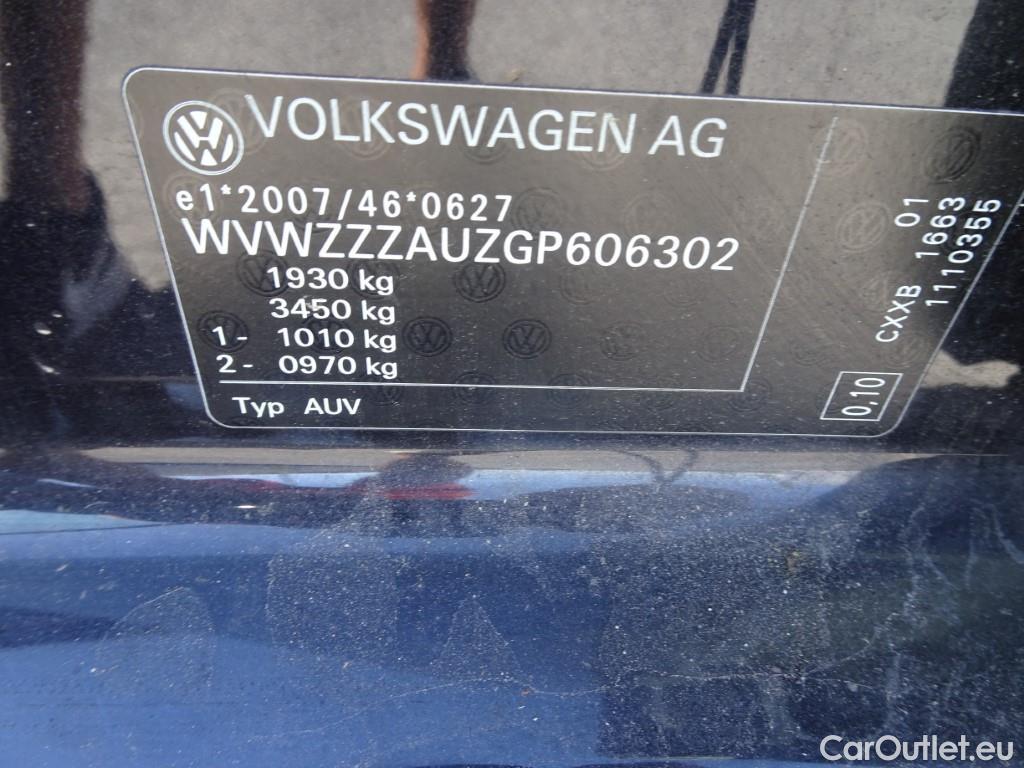 VOLKSWAGEN AG
e1*2007/46*0627
WVWZZZAUZGP606302
1930 kg
3450 kg
1- 1010 kg
2- 0970 kg
Typ AUV
01
CXXB 1663
1110355
0,10
CarOutlet.eu